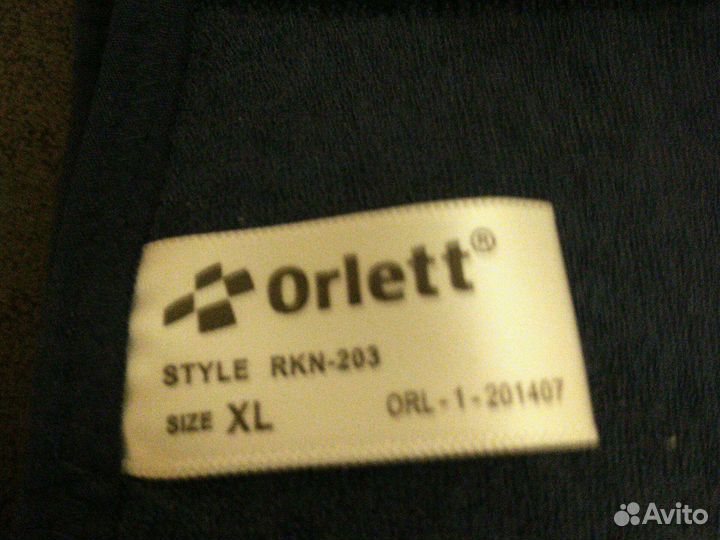 Orlett®
STYLE RKN-203
SIZE XL ORL-1-201407
Avito